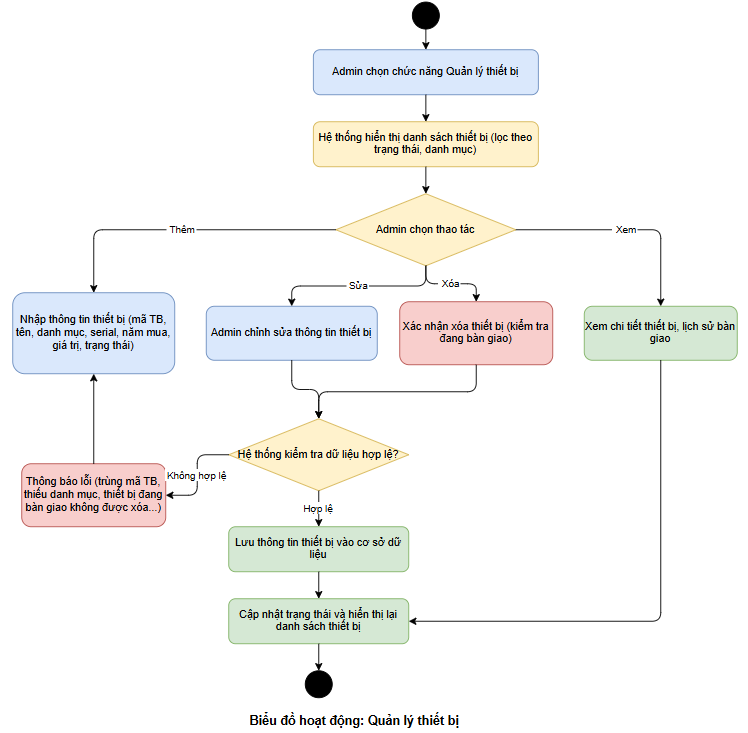 Admin chọn chức năng Quản lý thiết bị
Hệ thống hiển thị danh sách thiết bị (lọc theo
trạng thái, danh mục)
Admin chọn thao tác
Thêm
Xem
Sửa
Xóa
Nhập thông tin thiết bị (mã TB,
tên, danh mục, serial, năm mua,
giá trị, trạng thái)
Admin chỉnh sửa thông tin thiết bị
Xác nhận xóa thiết bị (kiểm tra
đang bàn giao)
Xem chi tiết thiết bị, lịch sử bàn
giao
Hệ thống kiểm tra dữ liệu hợp lệ?
Không hợp lệ
Thông báo lỗi (trùng mã TB,
thiếu danh mục, thiết bị đang
bàn giao không được xóa...)
Hợp lệ
Lưu thông tin thiết bị vào cơ sở dữ
liệu
Cập nhật trạng thái và hiển thị lại
danh sách thiết bị
Biểu đồ hoạt động: Quản lý thiết bị